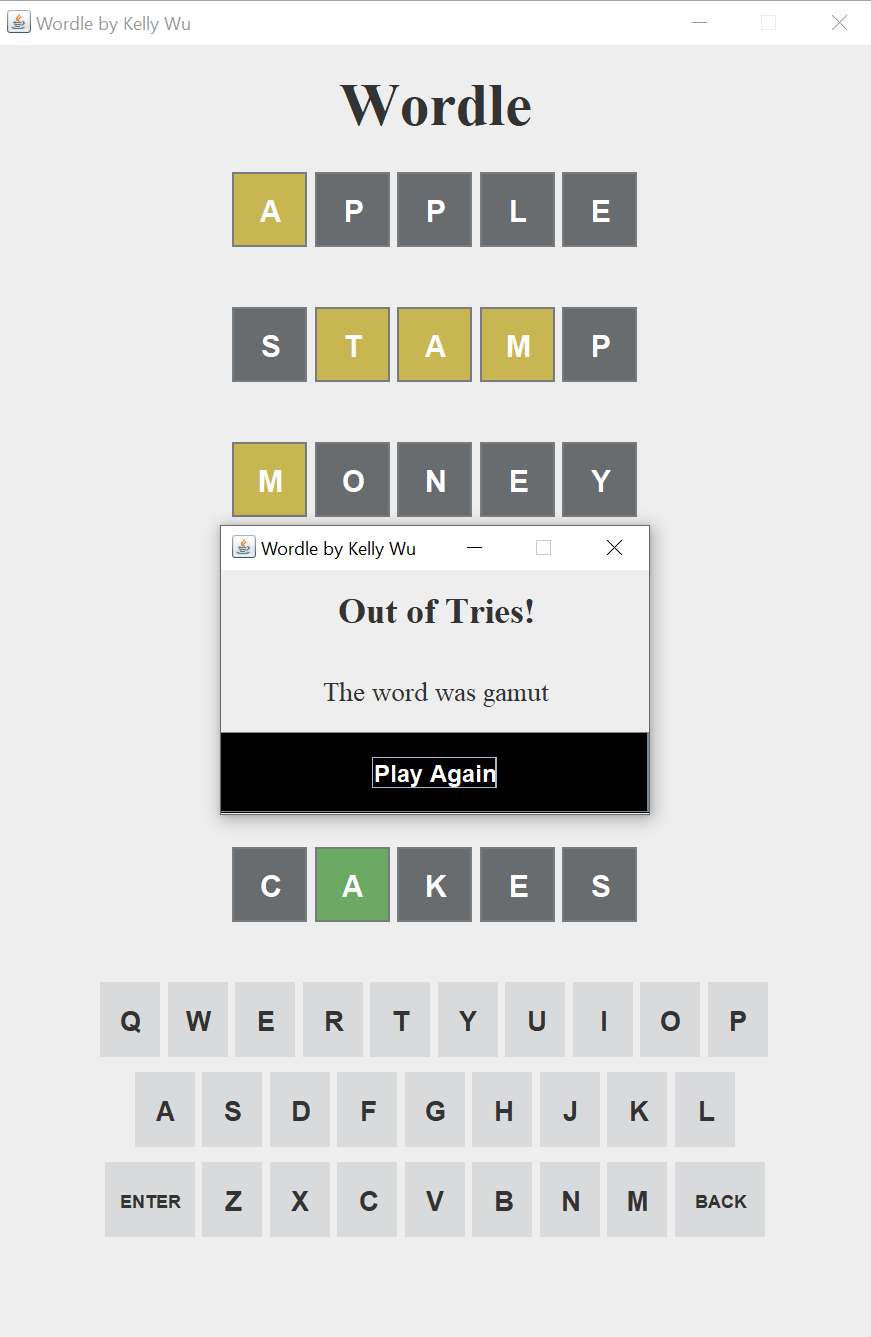 Wordle by Kelly Wu
Wordle
A P P L E
S T A M P
M O N E Y
Wordle by Kelly Wu
Out of Tries!
The word was gamut
Play Again
C A K E S
Q W E R T Y U I O P
A S D F G H J K L
ENTER Z X C V B N M BACK